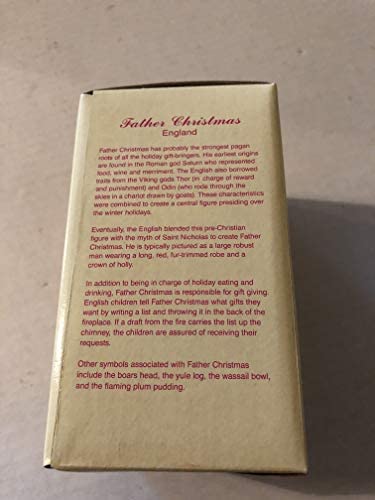 Father Christmas
England
Father Christmas has probably the strongest pagan
roots of all the holiday gift-bringers. His earliest origins
are found in the Roman god Saturn who represented
food, wine and merriment. The English also borrowed
traits from the Viking gods Thor (in charge of reward
and punishment) and Odin (who rode through the
skies in a chariot drawn by goats). These characteristics
were combined to create a central figure presiding over
the winter holidays.
Eventually, the English blended this pre-Christian
figure with the myth of Saint Nicholas to create Father
Christmas. He is typically pictured as a large robust
man wearing a long, red, fur-trimmed robe and a
crown of holly.
In addition to being in charge of holiday eating and
drinking, Father Christmas is responsible for gift giving.
English children tell Father Christmas what gifts they
want by writing a list and throwing it in the back of the
fireplace. If a draft from the fire carries the list up the
chimney, the children are assured of receiving their
requests.
Other symbols associated with Father Christmas
include the boars head, the yule log, the wassail bowl,
and the flaming plum pudding.